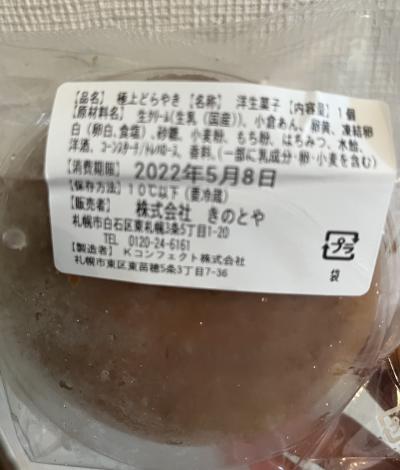 【品名】 極上どらやき 【名称】 洋生菓子 【内容量】 1個
【原材料名】 生クリーム(生乳(国産))、小倉あん、卵黄、凍結卵
白(卵白、食塩)、砂糖、小麦粉、もち粉、はちみつ、水飴、
洋酒、コーンスターチ/トレハロース、香料、(一部に乳成分・卵・小麦を含む)
【消費期限】 2022年5月8日
【保存方法】 10℃以下(要冷蔵)
【販売者】 株式会社 きのとや
札幌市白石区東札幌3条5丁目1-20
TEL 0120-24-6161
【製造者】 Kコンフェクト株式会社
札幌市東区東苗穂5条3丁目7-36
プラ
袋